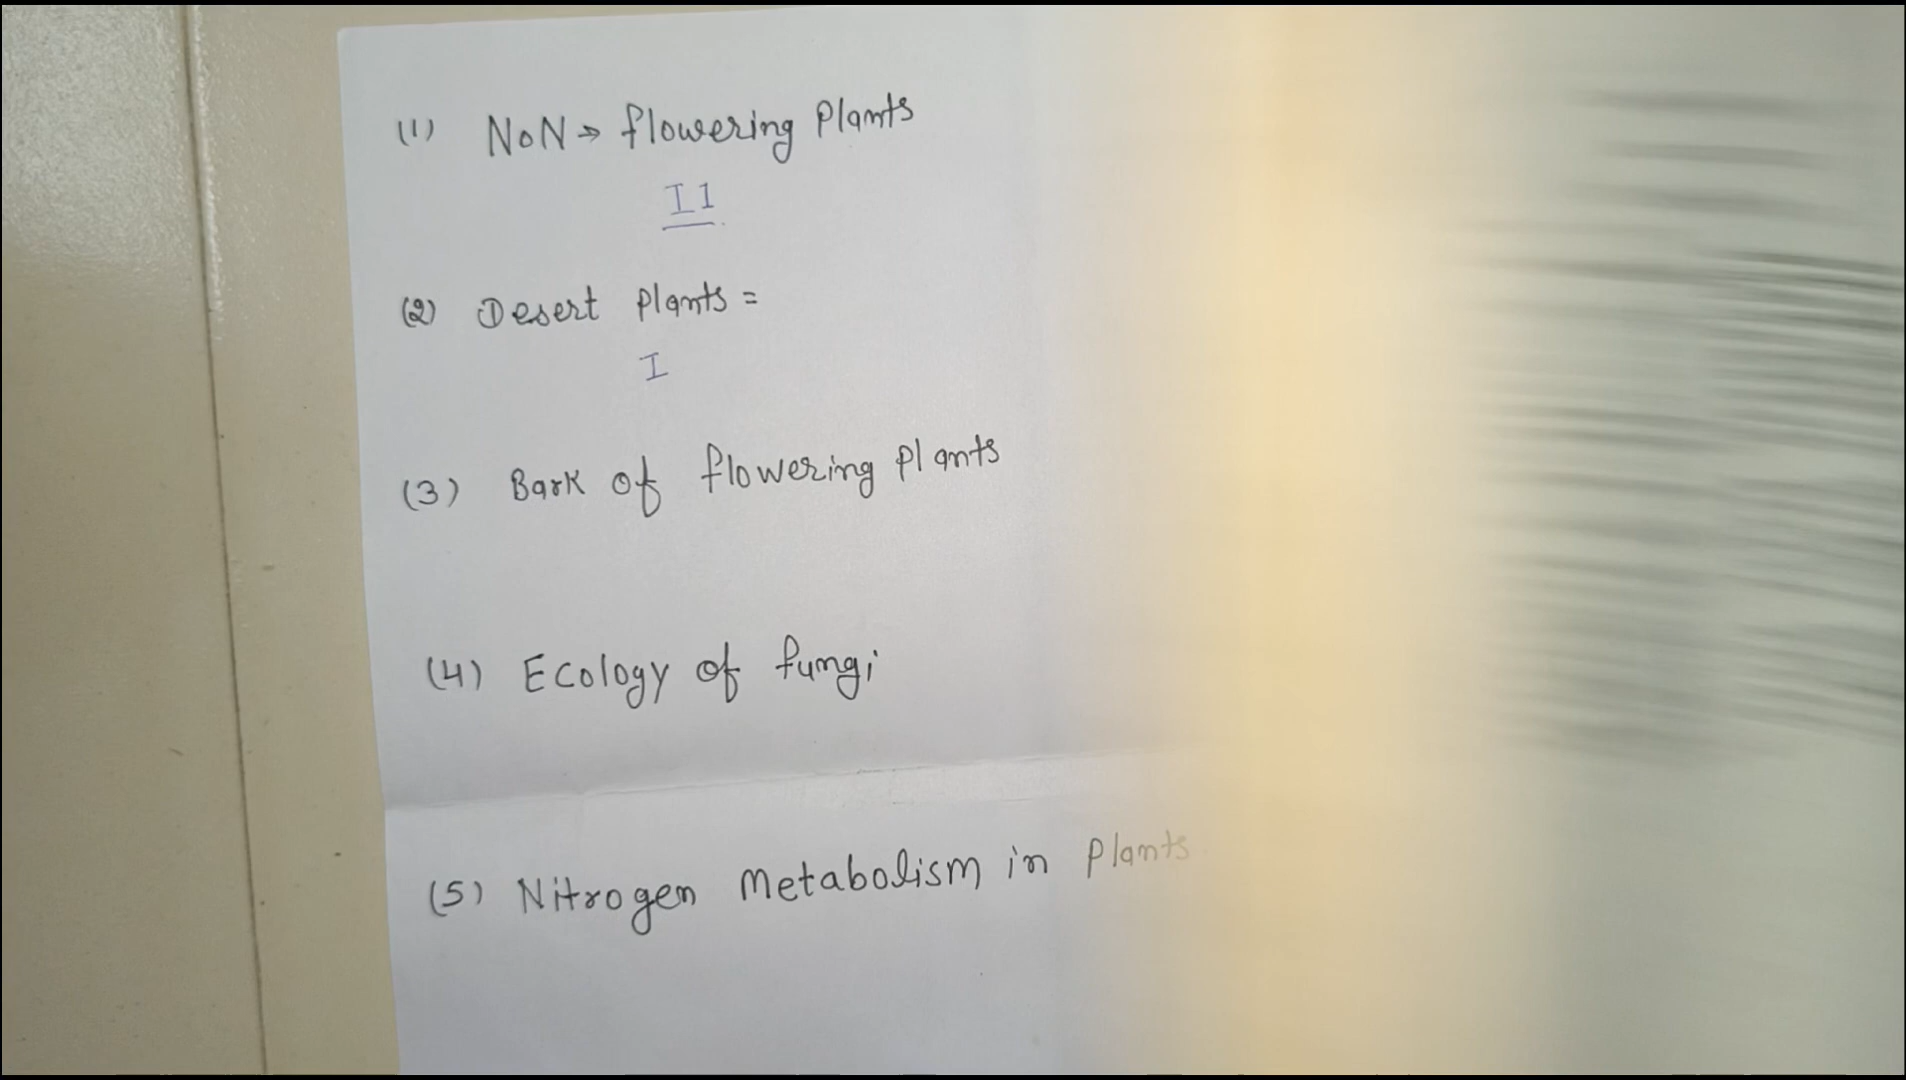 (1) NON → flowering Plants
I1
(2) Desert plants =
I
(3) Bark of flowering plants
(4) Ecology of fungi
(5) Nitrogen Metabolism in Plants